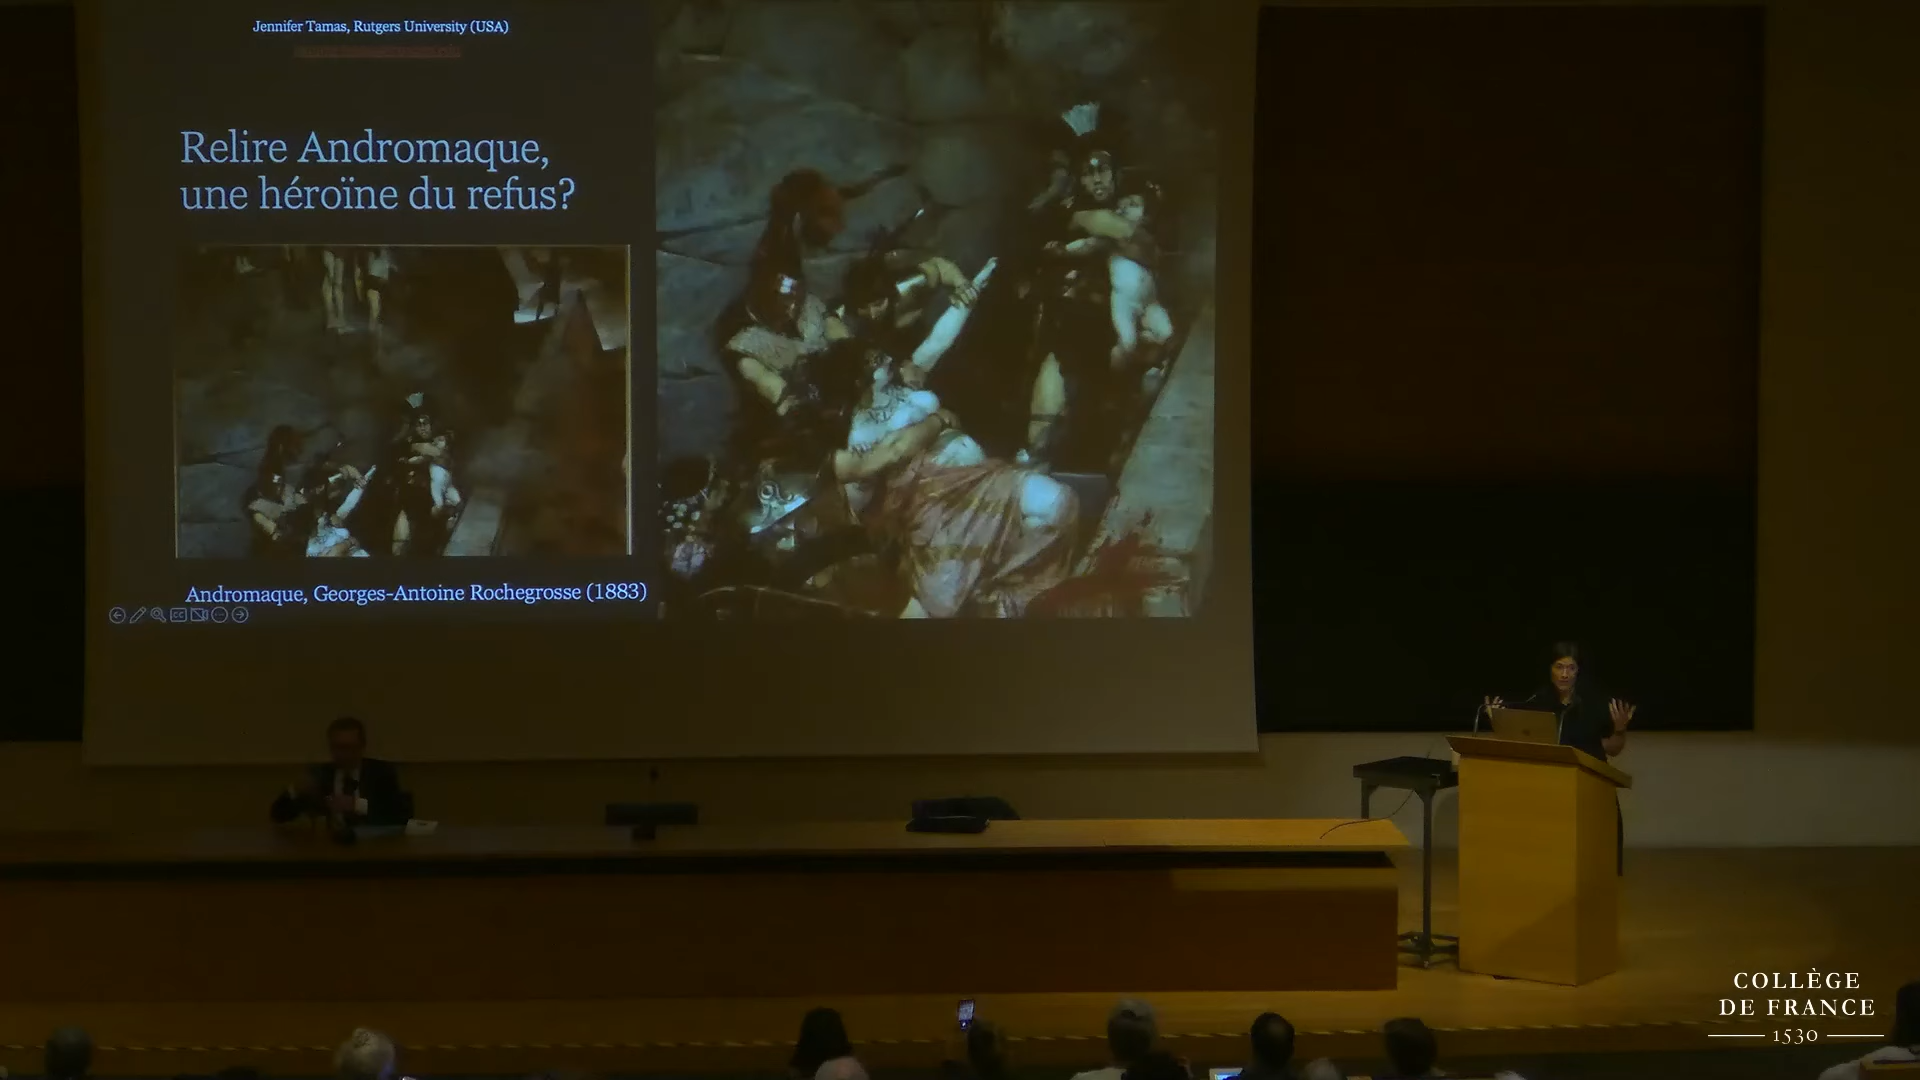 Jennifer Tamas, Rutgers University (USA)
Relire Andromaque,
une héroïne du refus?
Andromaque, Georges-Antoine Rochegrosse (1883)
COLLÈGE
DE FRANCE
1530